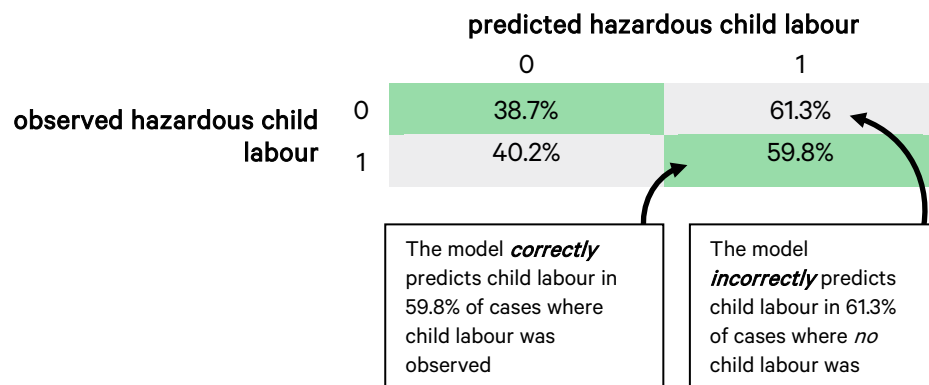 predicted hazardous child labour
0 1
observed hazardous child
labour
0 38.7% 61.3%
1 40.2% 59.8%
The model correctly
predicts child labour in
59.8% of cases where
child labour was
observed
The model
incorrectly predicts
child labour in 61.3%
of cases where no
child labour was